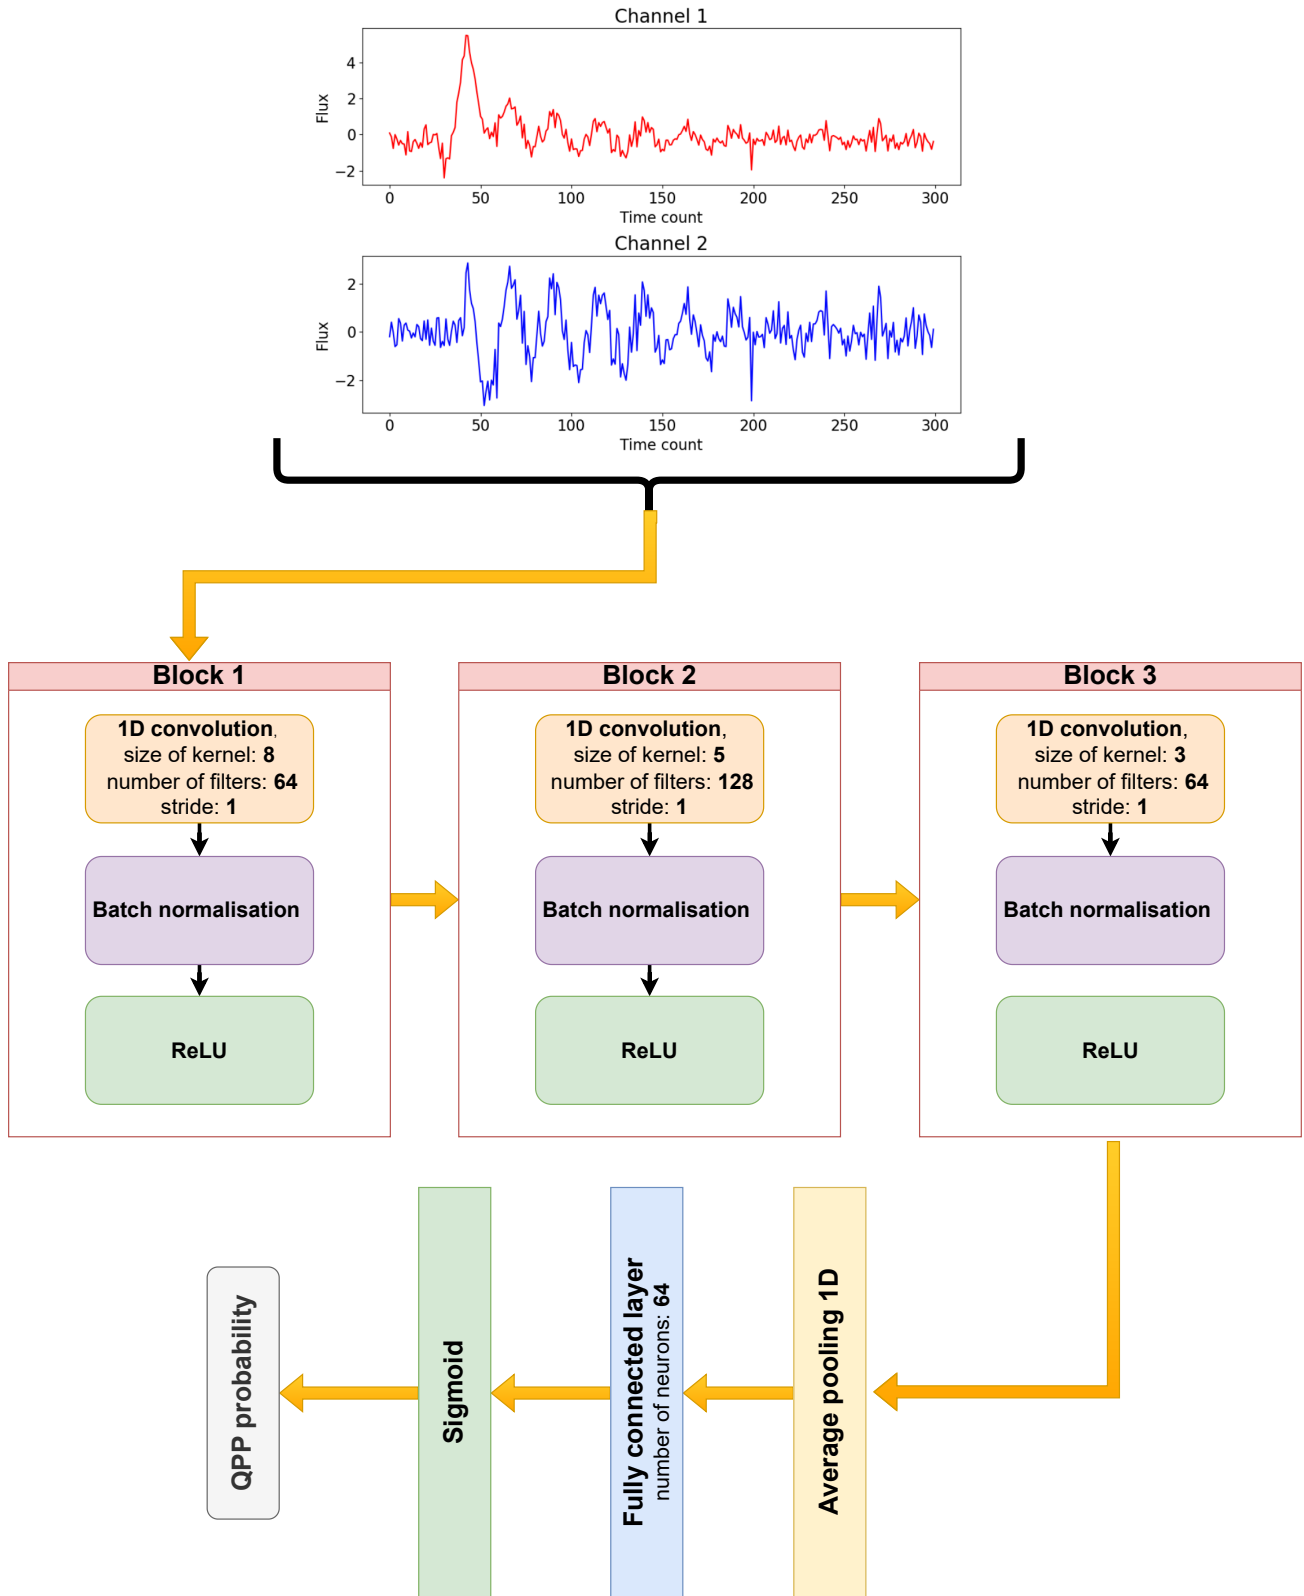 Channel 1
4
2
0
−2
Flux
0 50 100 150 200 250 300
Time count
Channel 2
2
0
−2
Flux
0 50 100 150 200 250 300
Time count
Block 1
1D convolution,
size of kernel: 8
number of filters: 64
stride: 1
Batch normalisation
ReLU
Block 2
1D convolution,
size of kernel: 5
number of filters: 128
stride: 1
Batch normalisation
ReLU
Block 3
1D convolution,
size of kernel: 3
number of filters: 64
stride: 1
Batch normalisation
ReLU
Average pooling 1D
Fully connected layer
number of neurons: 64
Sigmoid
QPP probability